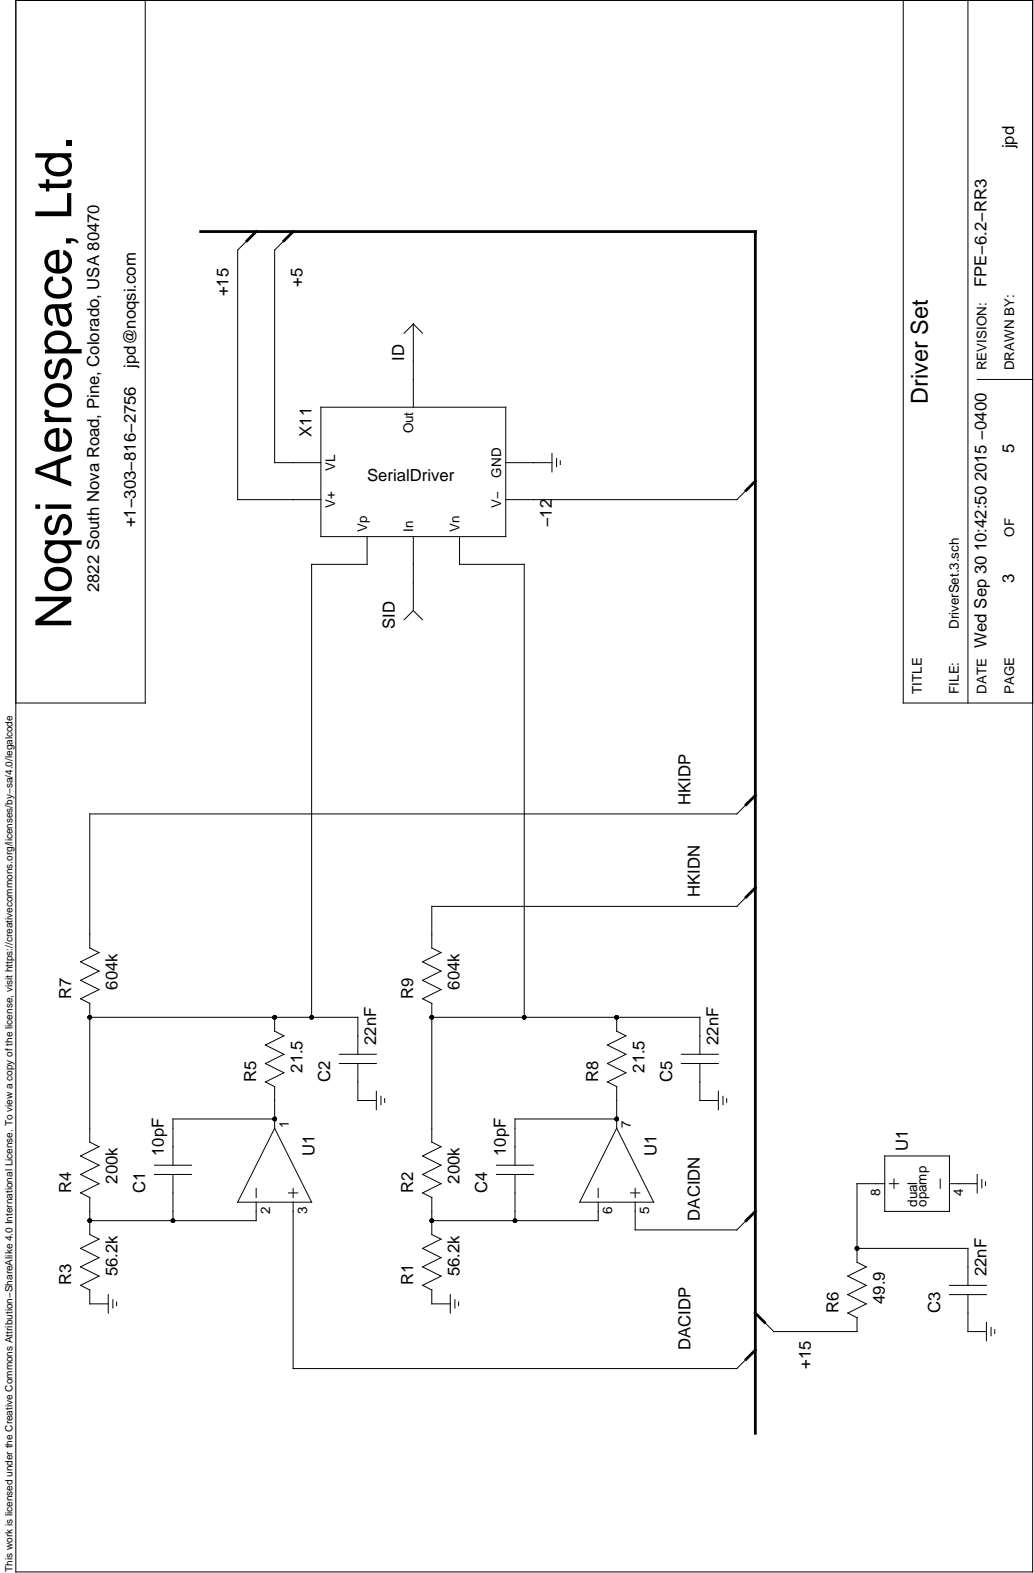 This work is licensed under the Creative Commons Attribution−ShareAlike 4.0 International License. To view a copy of the license, visit https://creativecommons.org/licenses/by−sa/4.0/legalcode
Noqsi Aerospace, Ltd.
2822 South Nova Road, Pine, Colorado, USA 80470
+1−303−816−2756 jpd@noqsi.com
R3
56.2k
R4
200k
R7
604k
C1
10pF
2
3
1
U1
R5
21.5
C2
22nF
+15
+5
X11
V+
VL
Vp
In
Vn
SerialDriver
Out
V−
GND
−12
SID
ID
R1
56.2k
R2
200k
R9
604k
C4
10pF
6
5
7
U1
R8
21.5
C5
22nF
DACIDP
DACIDN
HKIDN
HKIDP
+15
R6
49.9
C3
22nF
U1
8
4
dual
opamp
TITLE
Driver Set
FILE: DriverSet.3.sch
DATE Wed Sep 30 10:42:50 2015 −0400
REVISION: FPE−6.2−RR3
PAGE 3 OF 5
DRAWN BY: jpd